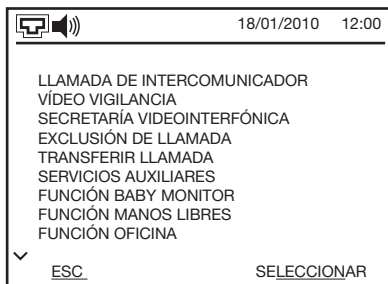 18/01/2010 12:00
LLAMADA DE INTERCOMUNICADOR
VÍDEO VIGILANCIA
SECRETARÍA VIDEOINTERFÓNICA
EXCLUSIÓN DE LLAMADA
TRANSFERIR LLAMADA
SERVICIOS AUXILIARES
FUNCIÓN BABY MONITOR
FUNCIÓN MANOS LIBRES
FUNCIÓN OFICINA
ESC SELECCIONAR